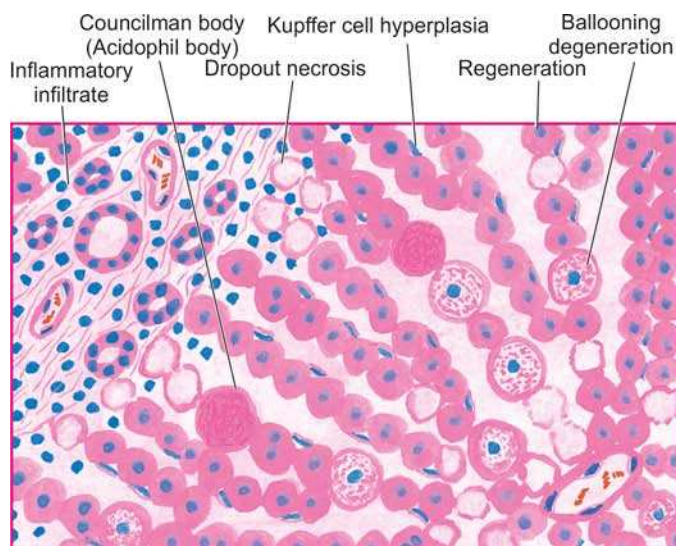 Councilman body
(Acidophil body)
Kupffer cell hyperplasia
Ballooning
degeneration
Inflammatory
infiltrate
Dropout necrosis
Regeneration